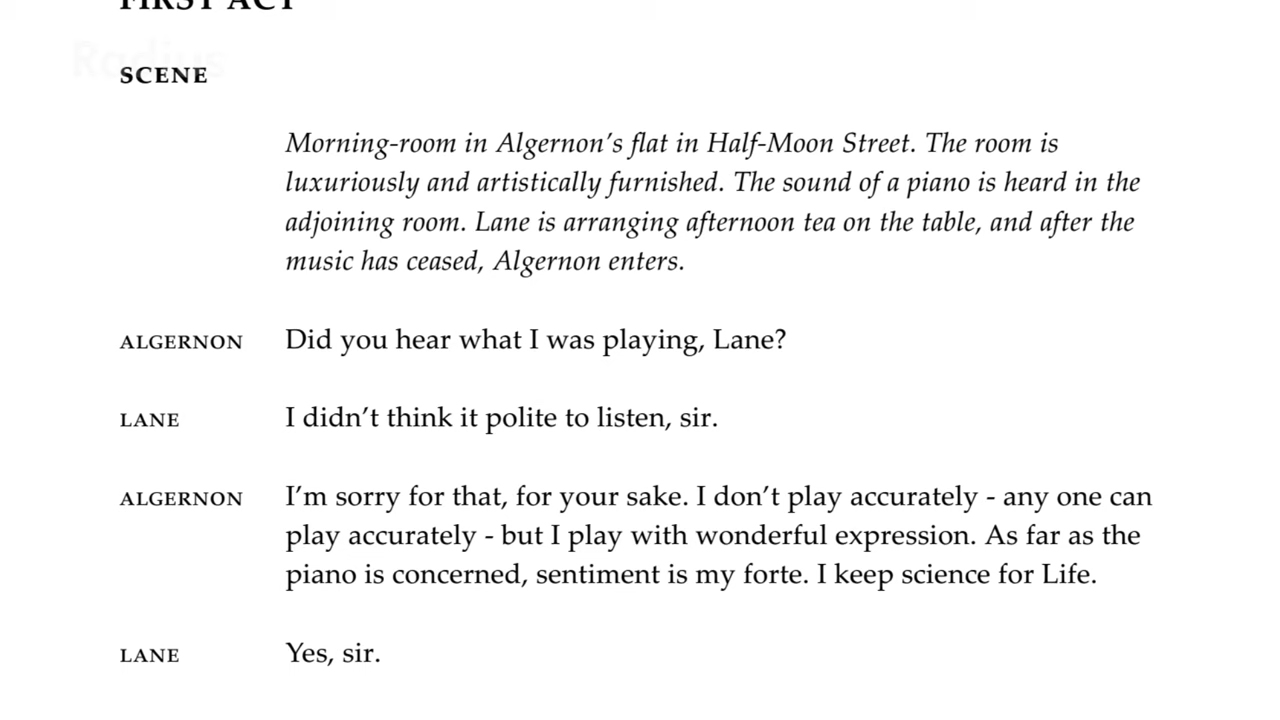 FIRST ACT
Radius
SCENE
Morning-room in Algernon’s flat in Half-Moon Street. The room is
luxuriously and artistically furnished. The sound of a piano is heard in the
adjoining room. Lane is arranging afternoon tea on the table, and after the
music has ceased, Algernon enters.
ALGERNON Did you hear what I was playing, Lane?
LANE I didn’t think it polite to listen, sir.
ALGERNON I’m sorry for that, for your sake. I don’t play accurately - any one can
play accurately - but I play with wonderful expression. As far as the
piano is concerned, sentiment is my forte. I keep science for Life.
LANE Yes, sir.